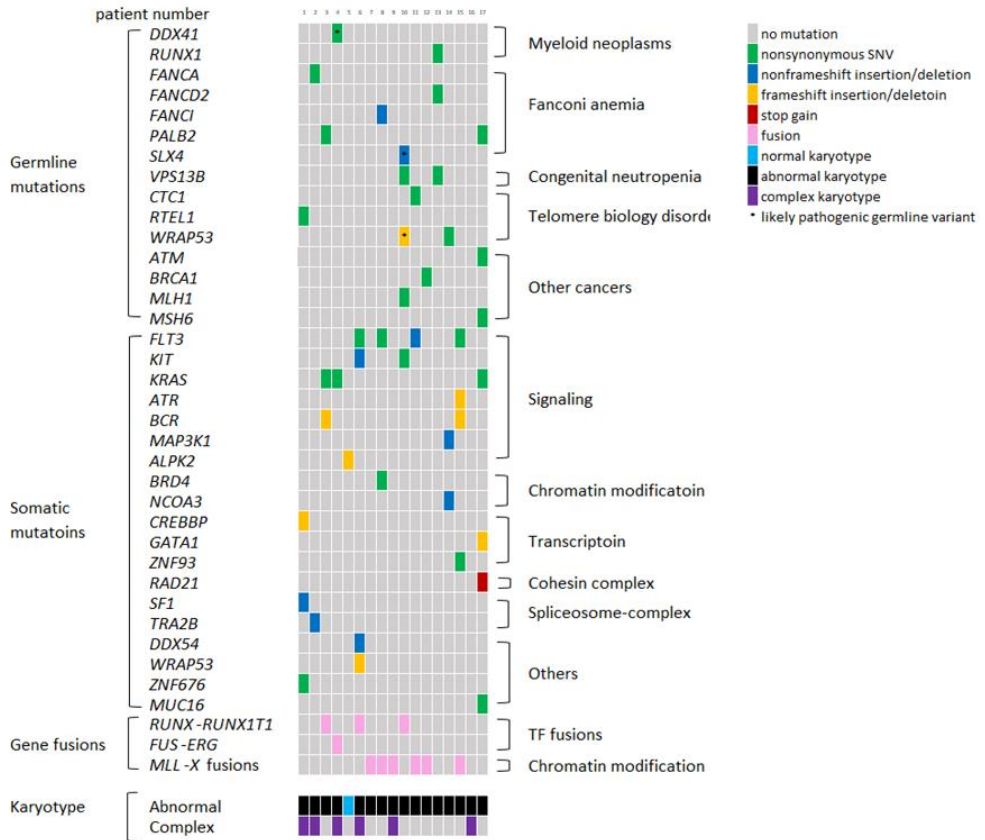 patient number
1 2 3 4 5 6 7 8 9 10 11 12 13 14 15 16 17
DDX41
RUNX1
FANCA
FANCD2
FANCI
PALB2
SLX4
VPS13B
CTC1
RTEL1
WRAP53
ATM
BRCA1
MLH1
MSH6
FLT3
KIT
KRAS
ATR
BCR
MAP3K1
ALPK2
BRD4
NCOA3
CREBBP
GATA1
ZNF93
RAD21
SF1
TRA2B
DDX54
WRAP53
ZNF676
MUC16
RUNX-RUNX1T1
FUS-ERG
MLL-X fusions
Abnormal
Complex
Germline
mutations
Somatic
mutatoins
Gene fusions
Karyotype
Myeloid neoplasms
Fanconi anemia
Congenital neutropenia
Telomere biology disorde
Other cancers
Signaling
Chromatin modificatoin
Transcriptoin
Cohesin complex
Spliceosome-complex
Others
TF fusions
Chromatin modification
no mutation
nonsynonymous SNV
nonframeshift insertion/deletion
frameshift insertion/deletoin
stop gain
fusion
normal karyotype
abnormal karyotype
complex karyotype
* likely pathogenic germline variant